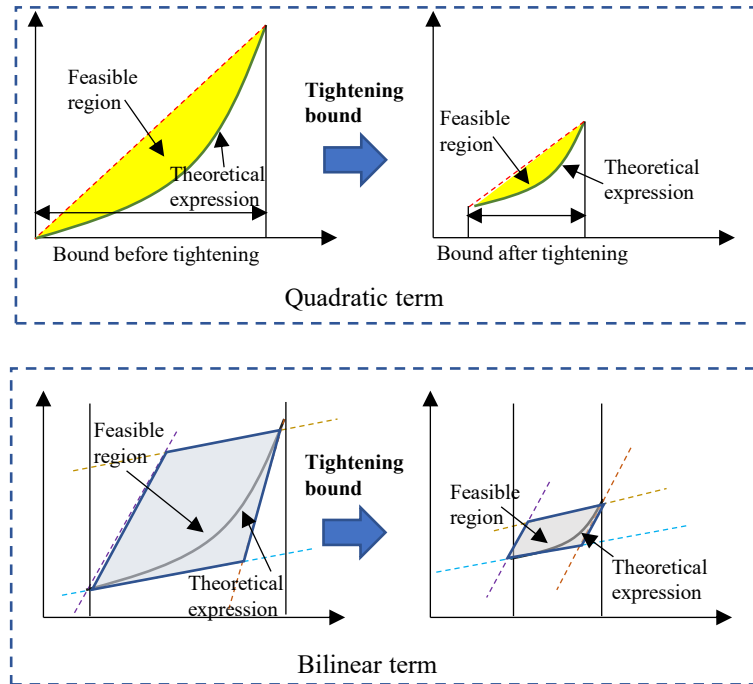 Feasible
region
Theoretical
expression
Bound before tightening
Tightening
bound
Feasible
region
Theoretical
expression
Bound after tightening
Quadratic term
Feasible
region
Theoretical
expression
Tightening
bound
Feasible
region
Theoretical
expression
Bilinear term